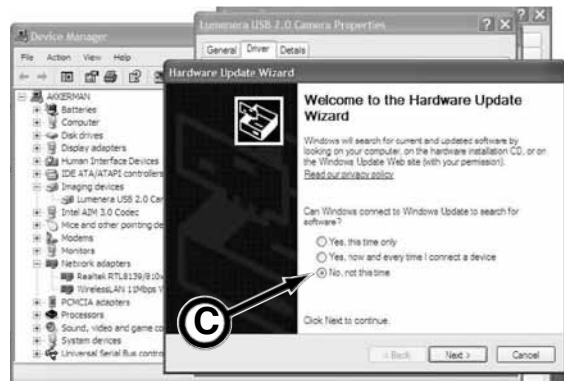 Device Manager
File Action View Help
AKKERMAN
Batteries
Computer
Disk drives
Display adapters
Human Interface Devices
IDE ATA/ATAPI controllers
Imaging devices
Lumenera USB 2.0 Cam
Intel AIM 3.0 Codec
Mice and other pointing de
Modems
Monitors
Network adapters
Realtek RTL8139/810x
WirelessLAN 11Mbps
PCMCIA adapters
Processors
Sound, video and game co
System devices
Universal Serial Bus contro
Lumenera USB 2.0 Camera Properties
General Driver Details
Hardware Update Wizard
Welcome to the Hardware Update
Wizard
Windows will search for current and updated software by
looking on your computer, on the hardware installation CD, or on
the Windows Update Web site (with your permission).
Read our privacy policy
Can Windows connect to Windows Update to search for
software?
Yes, this time only
Yes, now and every time I connect a device
No, not this time
C
Click Next to continue.
< Back Next > Cancel